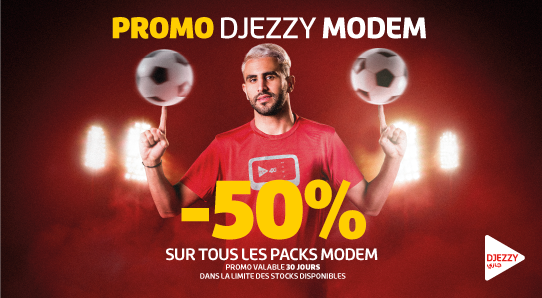 PROMO DJEZZY MODEM
-50%
SUR TOUS LES PACKS MODEM
PROMO VALABLE 30 JOURS
DANS LA LIMITE DES STOCKS DISPONIBLES
DJEZZY
جازي